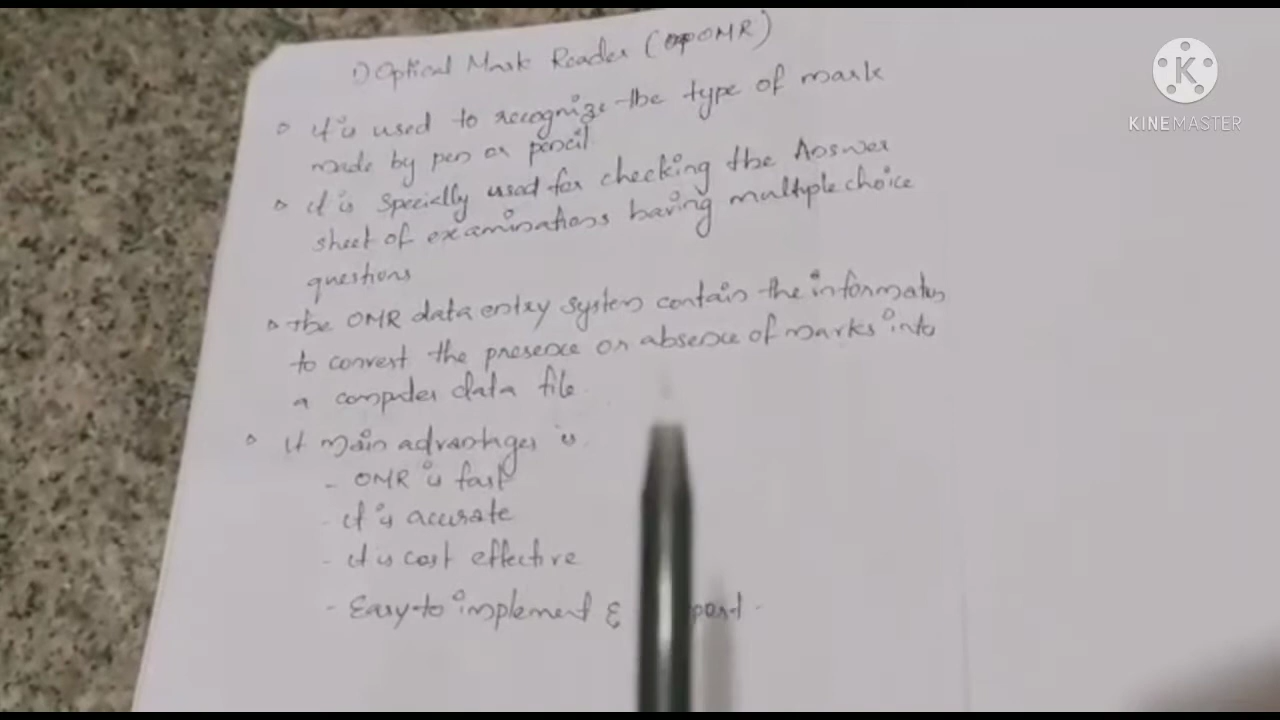 1) Optical Mark Reader ( OMR)
KINEMASTER
It is used to recognize the type of mark
made by pen or pencil.
It is specially used for checking the Answer
sheet of examinations having multiple choice
questions
the OMR data entry system contain the
to convert the presence or absence of marks into
a computer data file.
It main advantages is.
- OMR is fast
- it is accurate
- it is cost effective
- Easy to implement &